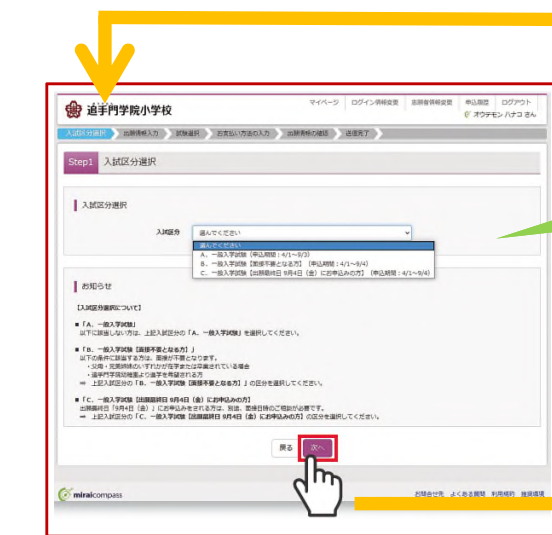 追手門学院小学校
マイページ ログイン情報変更 出願者情報変更 申込履歴 ログアウト
オウテモン ハナコ さん
入試区分選択 出願情報入力 試験選択 お支払い方法の入力 出願情報の確認 送信完了
Step1 入試区分選択
入試区分選択
入試区分 選んでください
選んでください
A、一般入学試験（申込期間：4/1～9/3）
B、一般入学試験【面接不要となる方】（申込期間：4/1～9/4）
C、一般入学試験【出願最終日 9月4日（金）にお申込みの方】（申込期間：4/1～9/4）
お知らせ
【入試区分選択について】
■「A、一般入学試験」
以下に該当しない方は、上記入試区分の「A、一般入学試験」を選択してください。
■「B、一般入学試験【面接不要となる方】」
以下の条件に該当する方は、面接が不要となります。
・父母・兄弟姉妹のいずれかが在学または卒業されている場合
・追手門学院幼稚園より進学を希望される方
⇒ 上記入試区分の「B、一般入学試験【面接不要となる方】」の区分を選択してください。
■「C、一般入学試験【出願最終日 9月4日（金）にお申込みの方】
出願最終日「9月4日（金）」にお申込みをされる方は、別途、面接日時のご相談が必要です。
⇒ 上記入試区分の「C、一般入学試験【出願最終日 9月4日（金）にお申込みの方】の区分を選択してください。
戻る 次へ
miraicompass
お問合せ先 よくある質問 利用規約 推奨環境